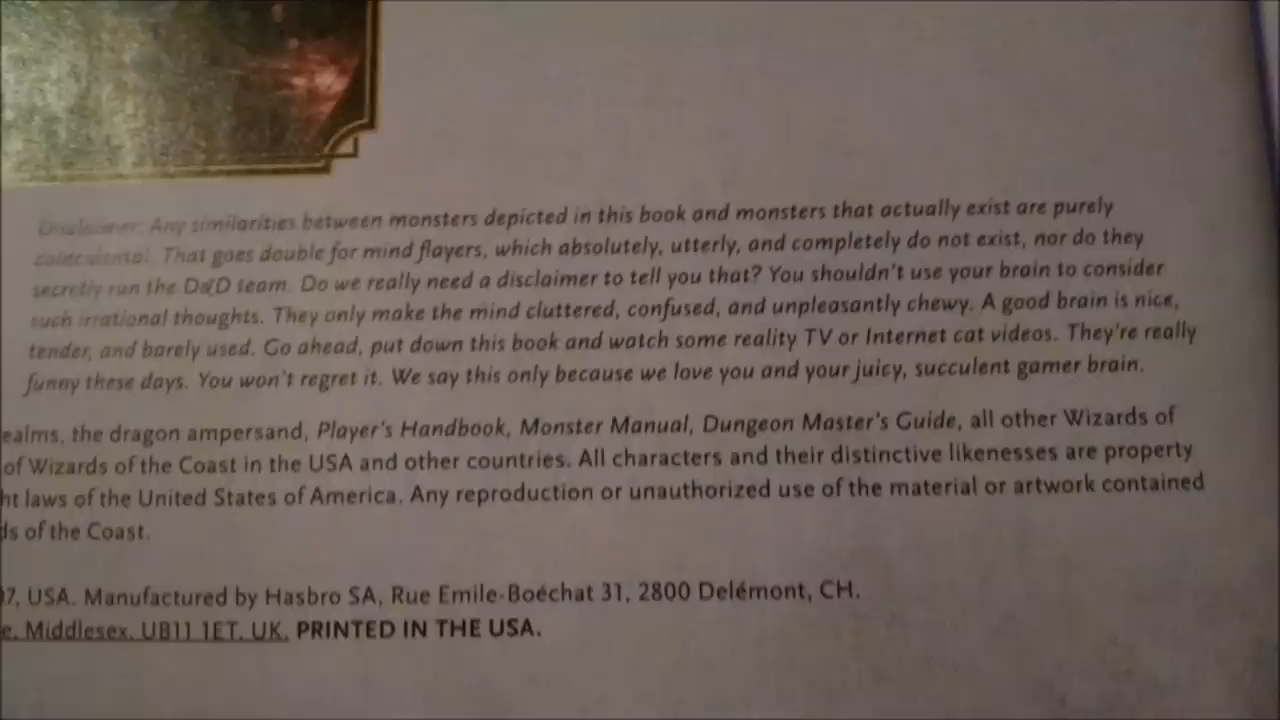 Disclaimer: Any similarities between monsters depicted in this book and monsters that actually exist are purely
coincidental. That goes double for mind flayers, which absolutely, utterly, and completely do not exist, nor do they
secretly run the D&D team. Do we really need a disclaimer to tell you that? You shouldn't use your brain to consider
such irrational thoughts. They only make the mind cluttered, confused, and unpleasantly chewy. A good brain is nice,
tender, and barely used. Go ahead, put down this book and watch some reality TV or Internet cat videos. They're really
funny these days. You won't regret it. We say this only because we love you and your juicy, succulent gamer brain.
ealms, the dragon ampersand, Player's Handbook, Monster Manual, Dungeon Master's Guide, all other Wizards of
of Wizards of the Coast in the USA and other countries. All characters and their distinctive likenesses are property
ht laws of the United States of America. Any reproduction or unauthorized use of the material or artwork contained
ds of the Coast.
7, USA. Manufactured by Hasbro SA, Rue Emile-Boéchat 31, 2800 Delémont, CH.
e, Middlesex, UB11 1ET, UK. PRINTED IN THE USA.